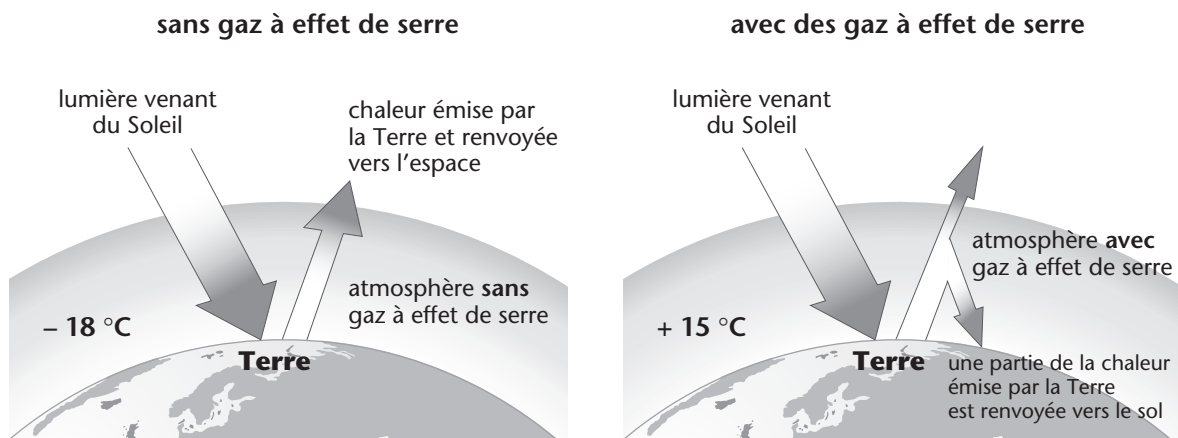 sans gaz à effet de serre
lumière venant
du Soleil
chaleur émise par
la Terre et renvoyée
vers l'espace
atmosphère sans
gaz à effet de serre
– 18 °C
Terre
avec des gaz à effet de serre
lumière venant
du Soleil
atmosphère avec
gaz à effet de serre
+ 15 °C
Terre
une partie de la chaleur
émise par la Terre
est renvoyée vers le sol